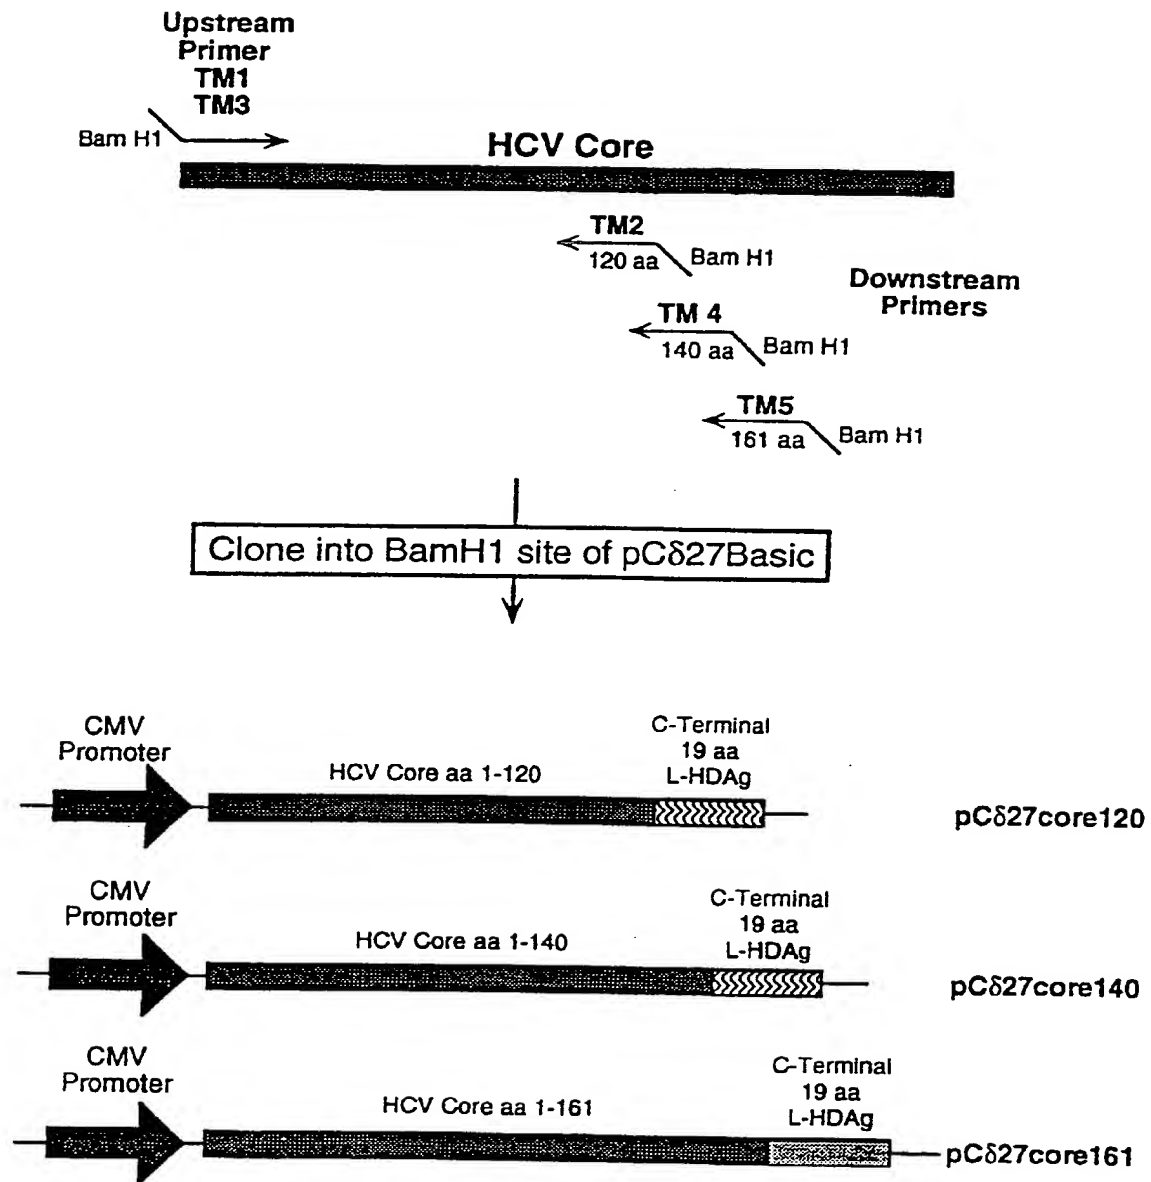 Upstream
Primer
TM1
TM3
Bam H1
HCV Core
TM2
120 aa
Bam H1
Downstream
Primers
TM 4
140 aa
Bam H1
TM5
161 aa
Bam H1
Clone into BamH1 site of pCδ27Basic
CMV
Promoter
HCV Core aa 1-120
C-Terminal
19 aa
L-HDAg
pCδ27core120
CMV
Promoter
HCV Core aa 1-140
C-Terminal
19 aa
L-HDAg
pCδ27core140
CMV
Promoter
HCV Core aa 1-161
C-Terminal
19 aa
L-HDAg
pCδ27core161